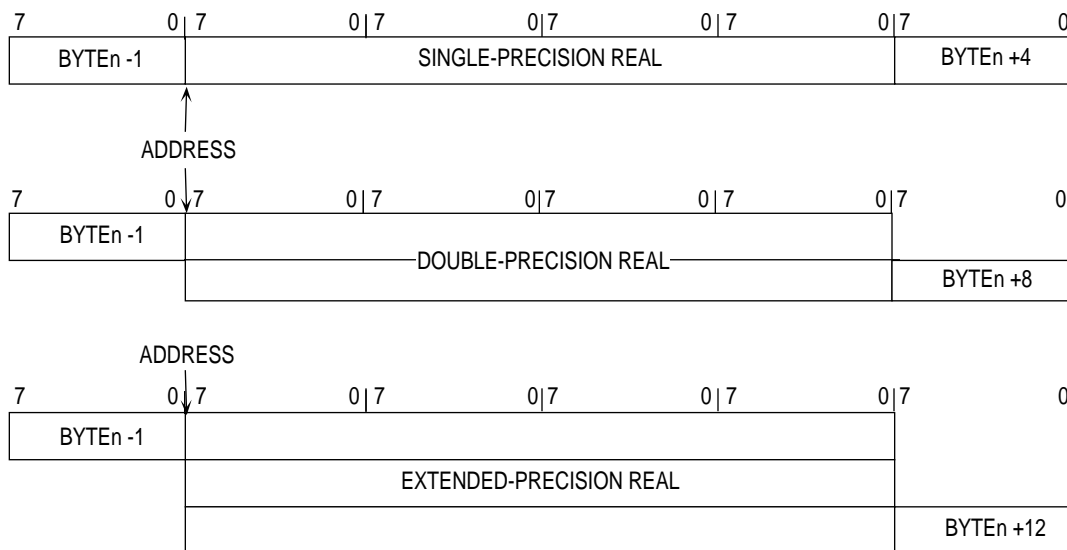 7 0 7 0 7 0 7 0 7 0 7 0
BYTEn -1 SINGLE-PRECISION REAL BYTEn +4
ADDRESS
7 0 7 0 7 0 7 0 7 0 7 0
BYTEn -1
DOUBLE-PRECISION REAL
BYTEn +8
ADDRESS
7 0 7 0 7 0 7 0 7 0 7 0
BYTEn -1
EXTENDED-PRECISION REAL
BYTEn +12